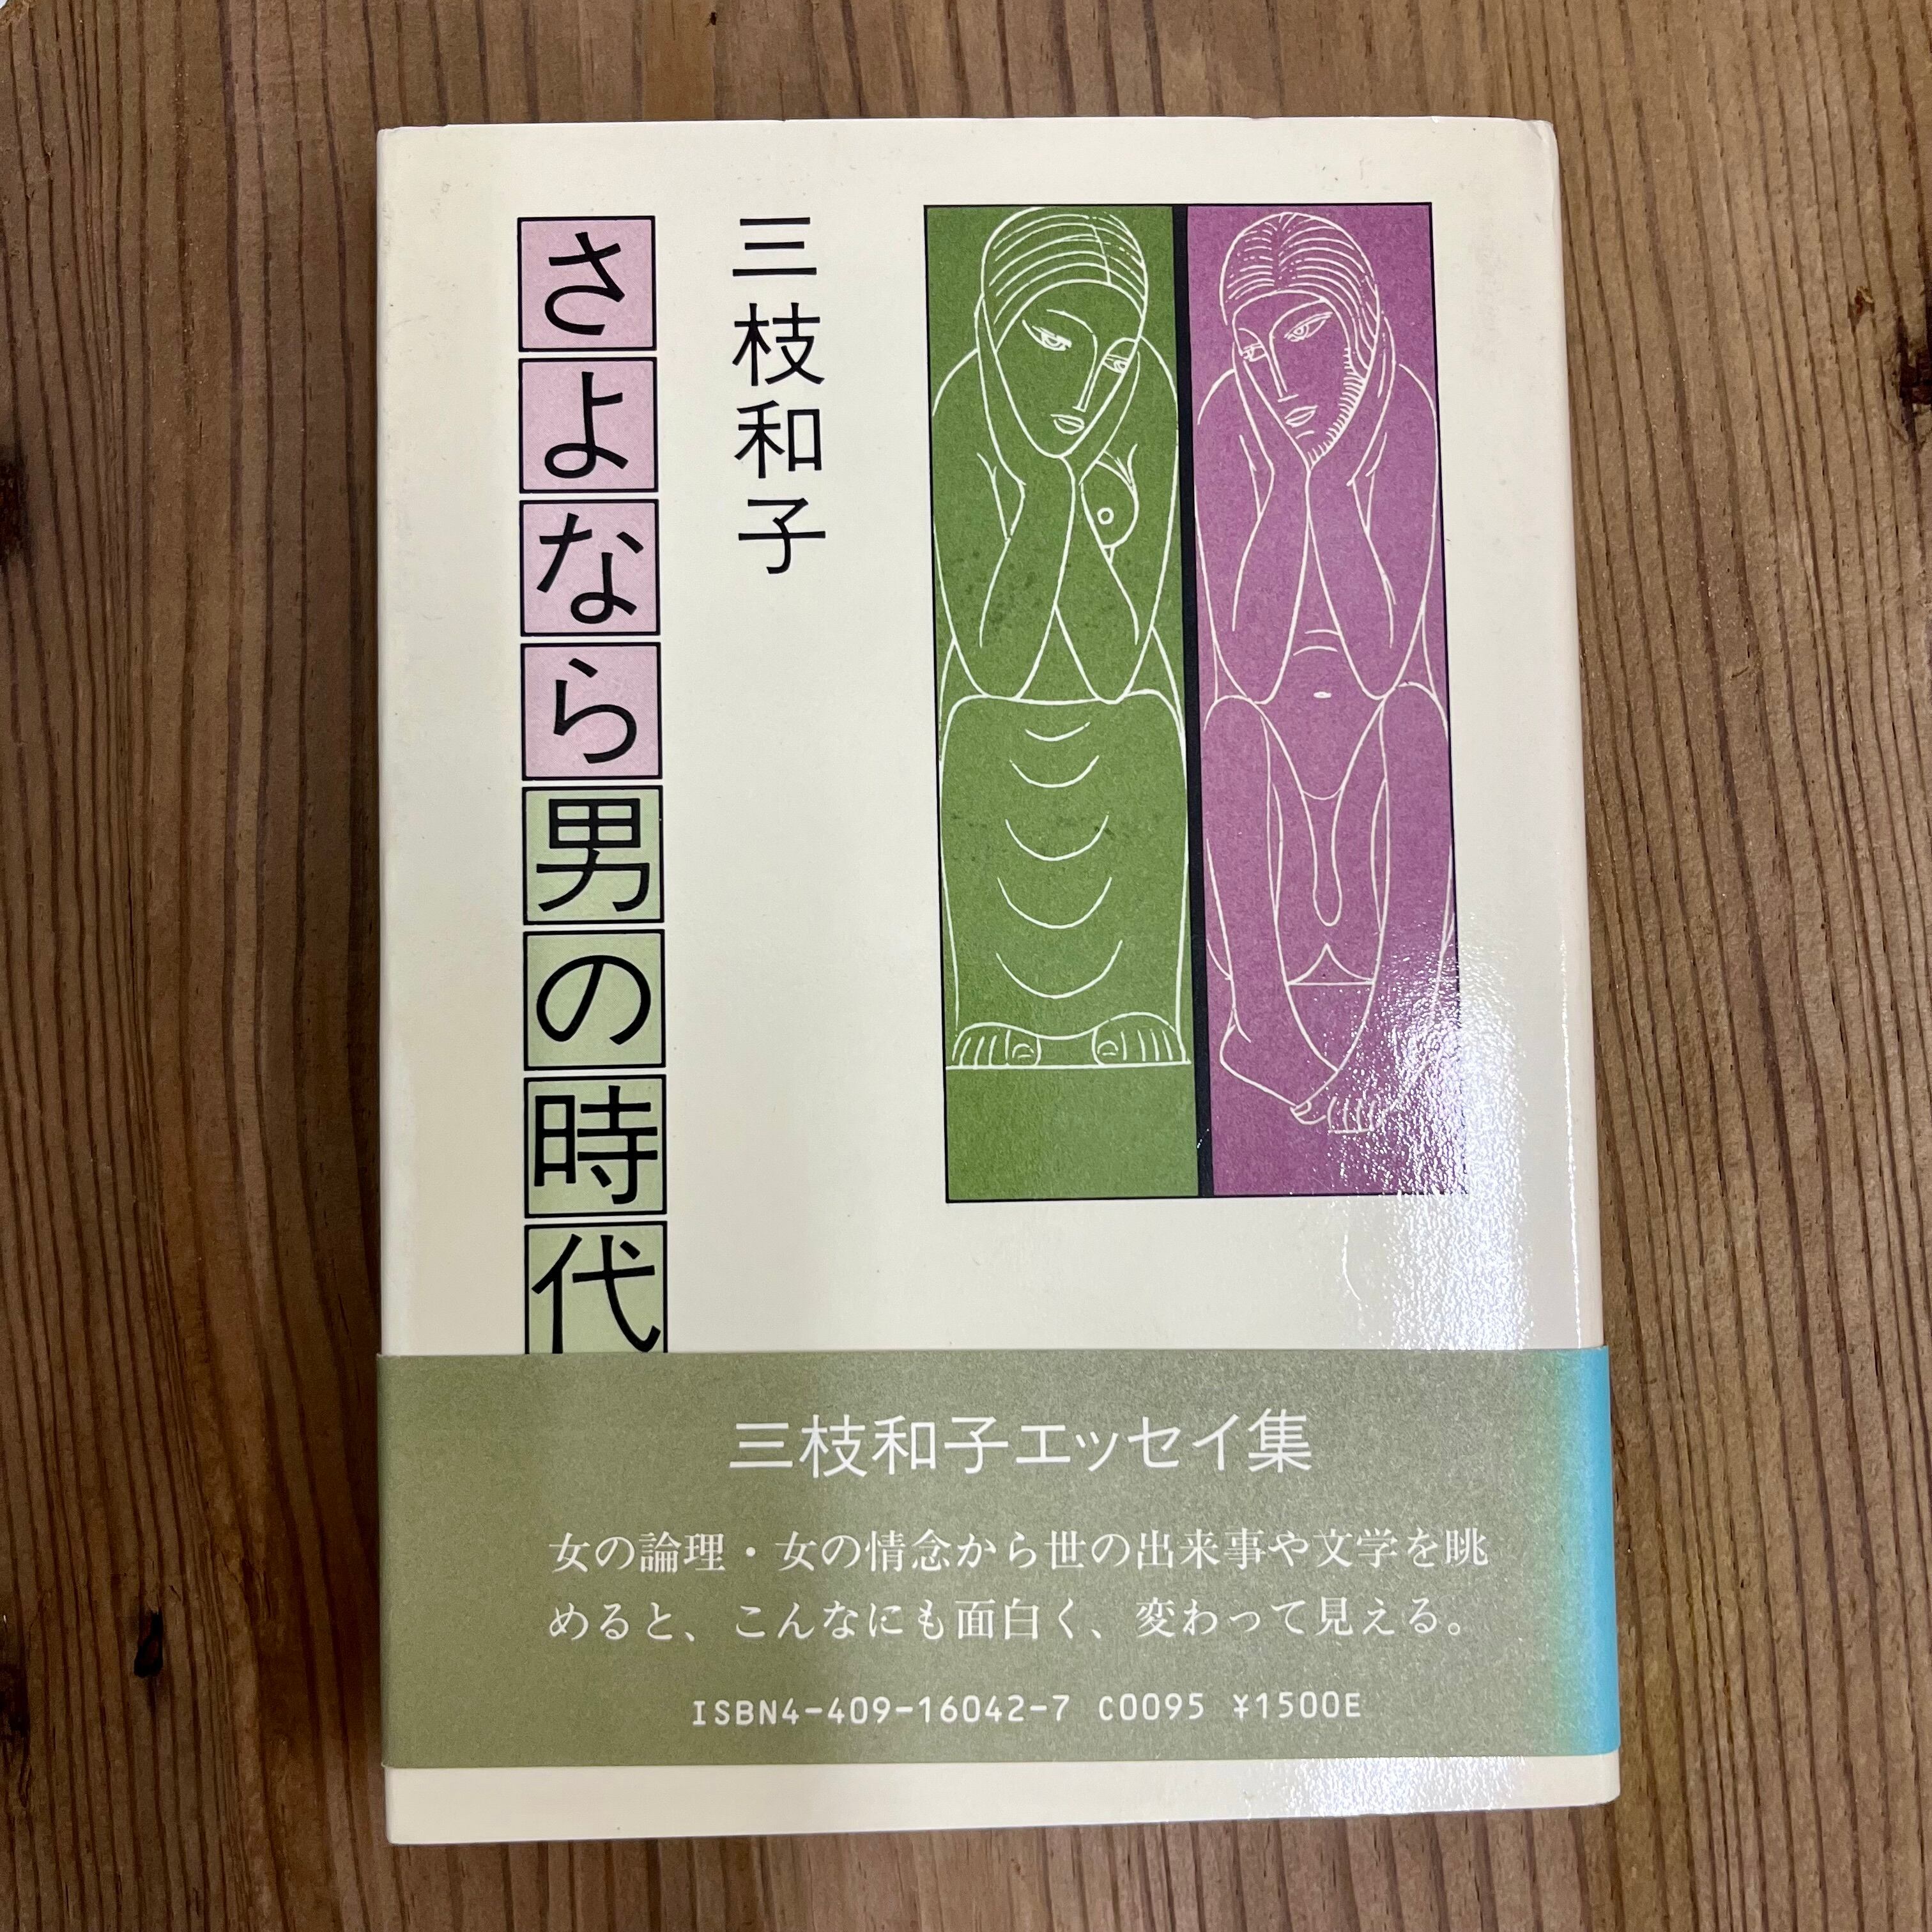 三枝和子
さよなら男の時代
三枝和子エッセイ集
女の論理・女の情念から世の出来事や文学を眺
めると、こんなにも面白く、変わって見える。
ISBN4-409-16042-7 C0095 ¥1500E